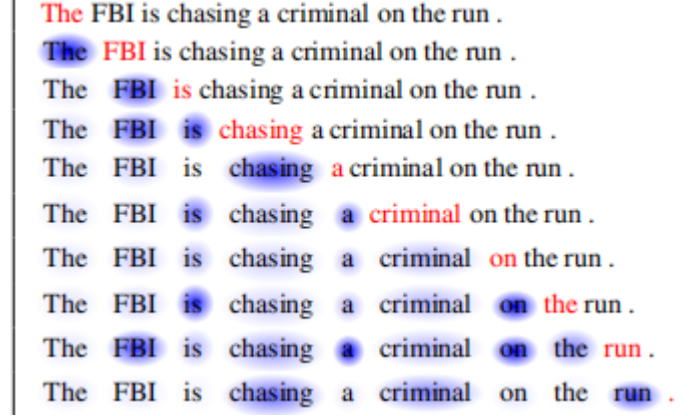 The FBI is chasing a criminal on the run .
The FBI is chasing a criminal on the run .
The FBI is chasing a criminal on the run .
The FBI is chasing a criminal on the run .
The FBI is chasing a criminal on the run .
The FBI is chasing a criminal on the run .
The FBI is chasing a criminal on the run .
The FBI is chasing a criminal on the run .
The FBI is chasing a criminal on the run .
The FBI is chasing a criminal on the run .